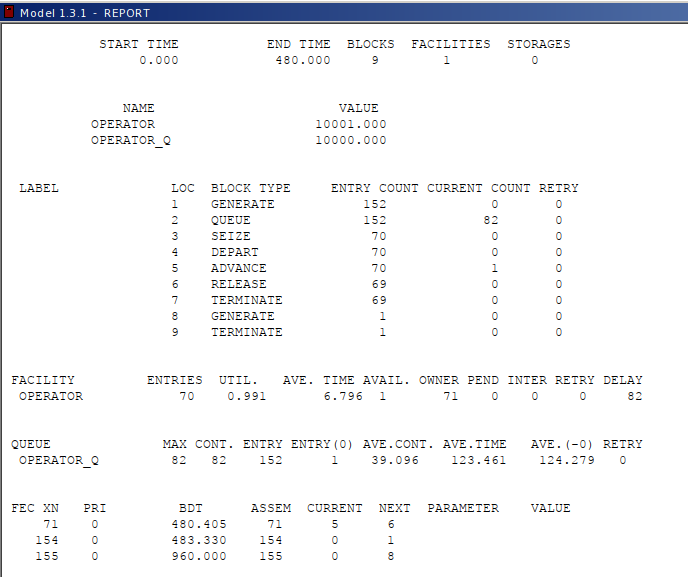 Model 1.3.1 - REPORT
START TIME END TIME BLOCKS FACILITIES STORAGES
0.000 480.000 9 1 0
NAME VALUE
OPERATOR 10001.000
OPERATOR_Q 10000.000
LABEL LOC BLOCK TYPE ENTRY COUNT CURRENT COUNT RETRY
1 GENERATE 152 0 0
2 QUEUE 152 82 0
3 SEIZE 70 0 0
4 DEPART 70 0 0
5 ADVANCE 70 1 0
6 RELEASE 69 0 0
7 TERMINATE 69 0 0
8 GENERATE 1 0 0
9 TERMINATE 1 0 0
FACILITY ENTRIES UTIL. AVE. TIME AVAIL. OWNER PEND INTER RETRY DELAY
OPERATOR 70 0.991 6.796 1 71 0 0 0 82
QUEUE MAX CONT. ENTRY ENTRY(0) AVE.CONT. AVE.TIME AVE.(-0) RETRY
OPERATOR_Q 82 82 152 1 39.096 123.461 124.279 0
FEC XN PRI BDT ASSEM CURRENT NEXT PARAMETER VALUE
71 0 480.405 71 5 6
154 0 483.330 154 0 1
155 0 960.000 155 0 8